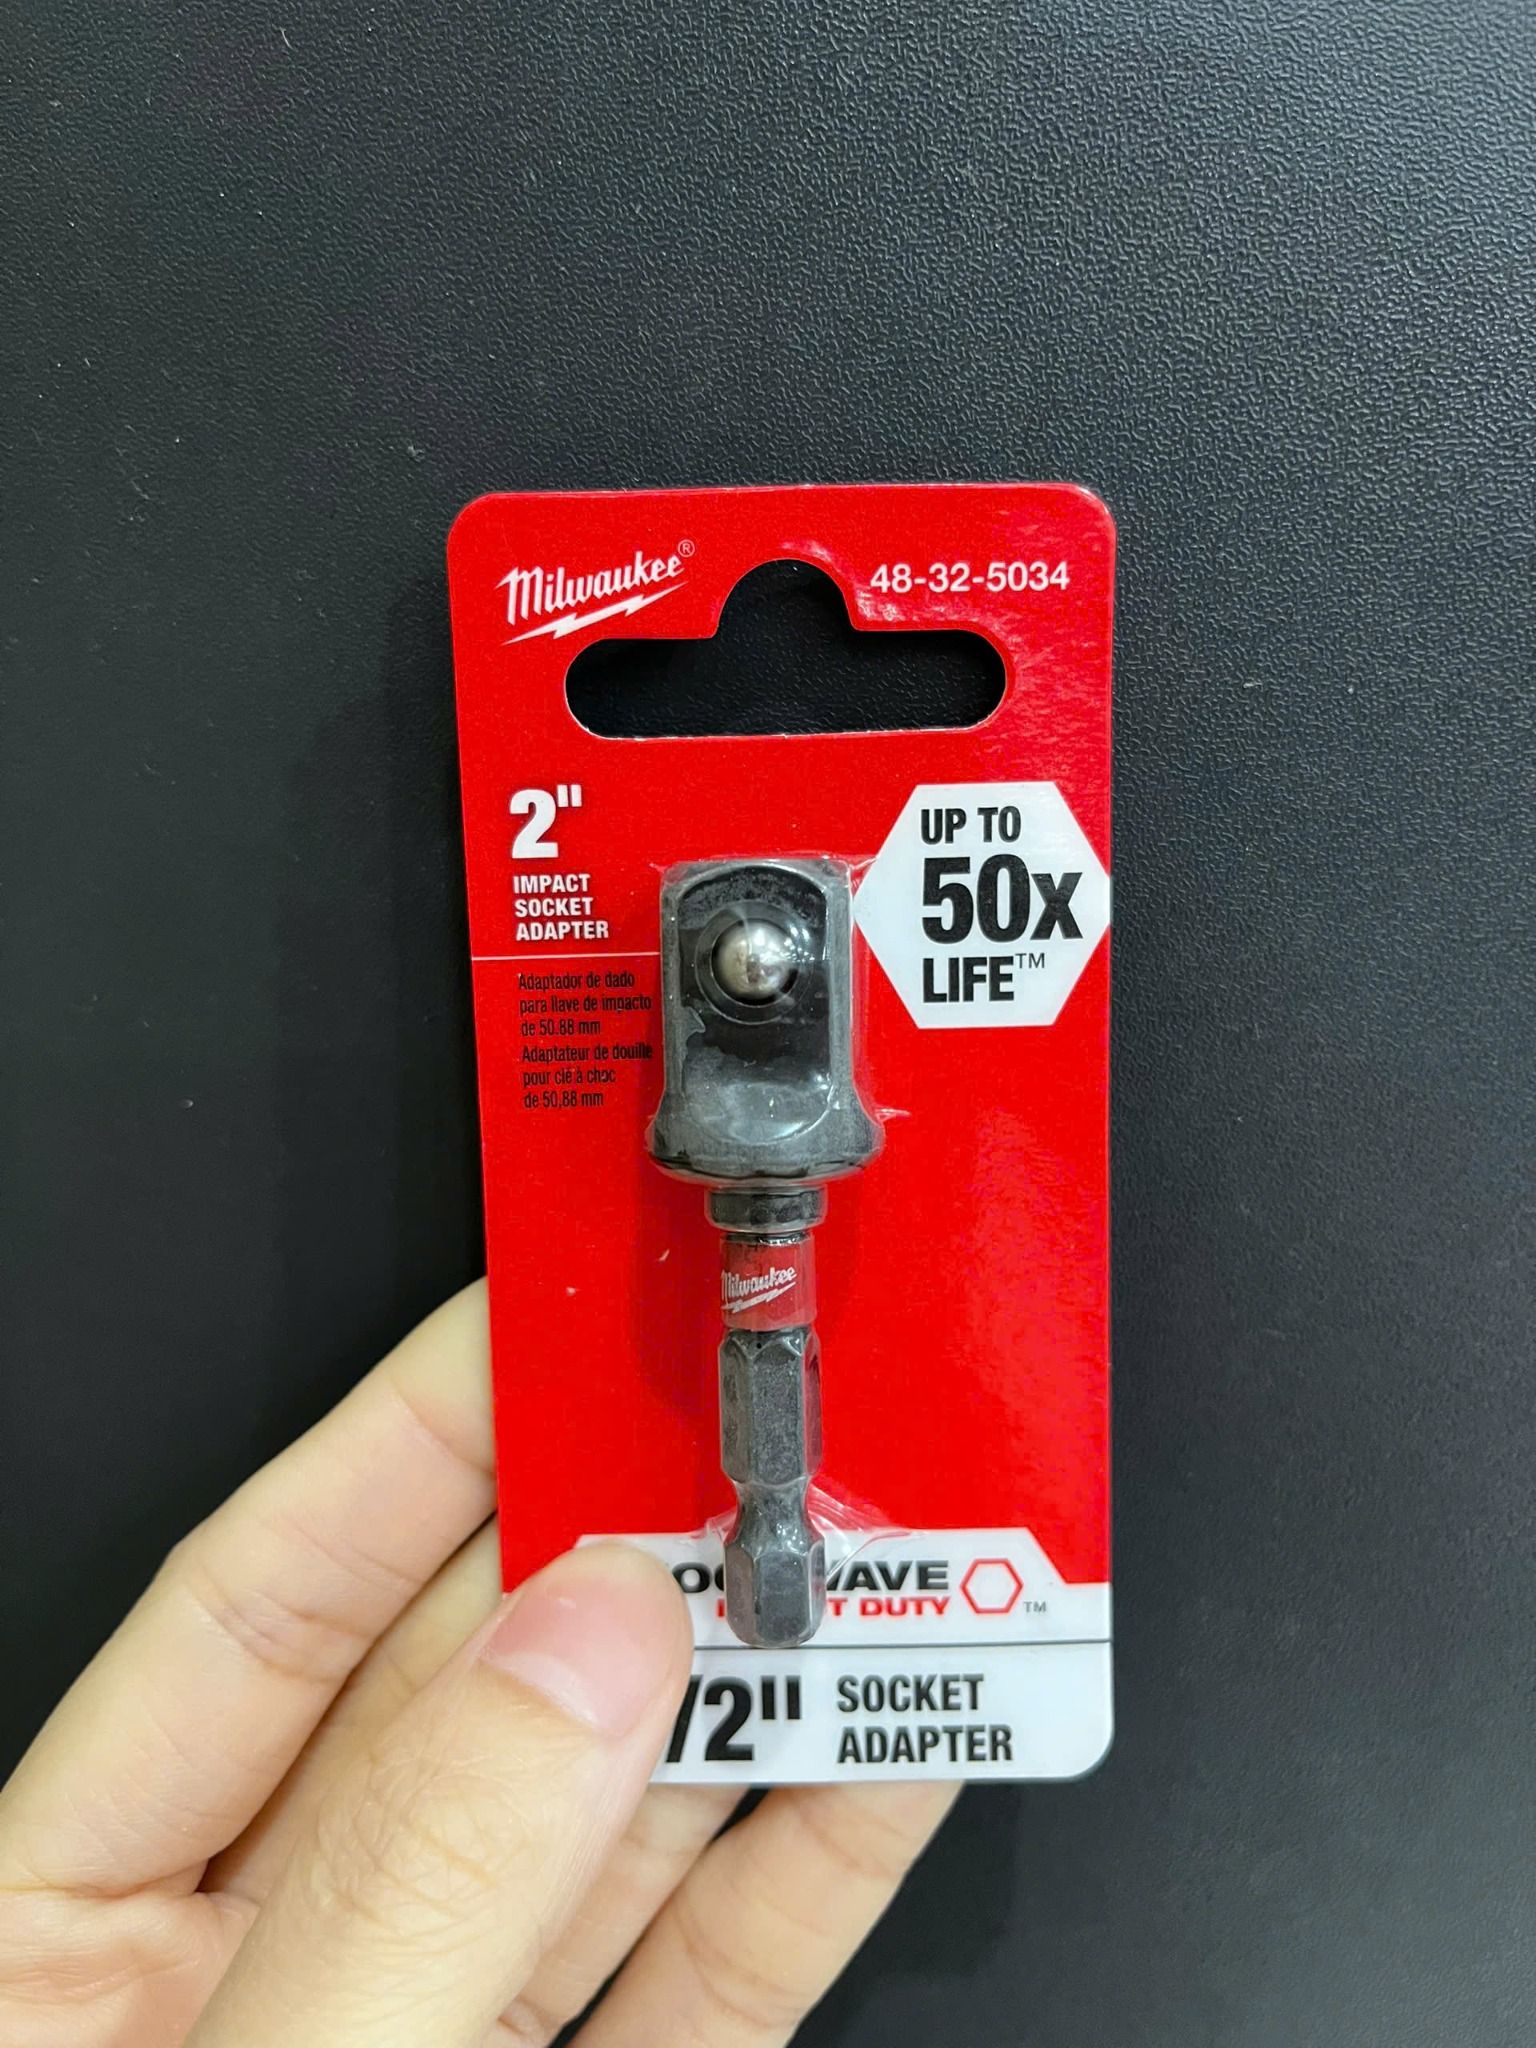 Milwaukee®
48-32-5034
2"
IMPACT
SOCKET
ADAPTER
Adaptador de dado
para llave de impacto
de 50.88 mm
Adaptateur de douille
pour clé à choc
de 50,88 mm
UP TO
50x
LIFE™
Milwaukee
DUTY ™
/2" SOCKET
ADAPTER